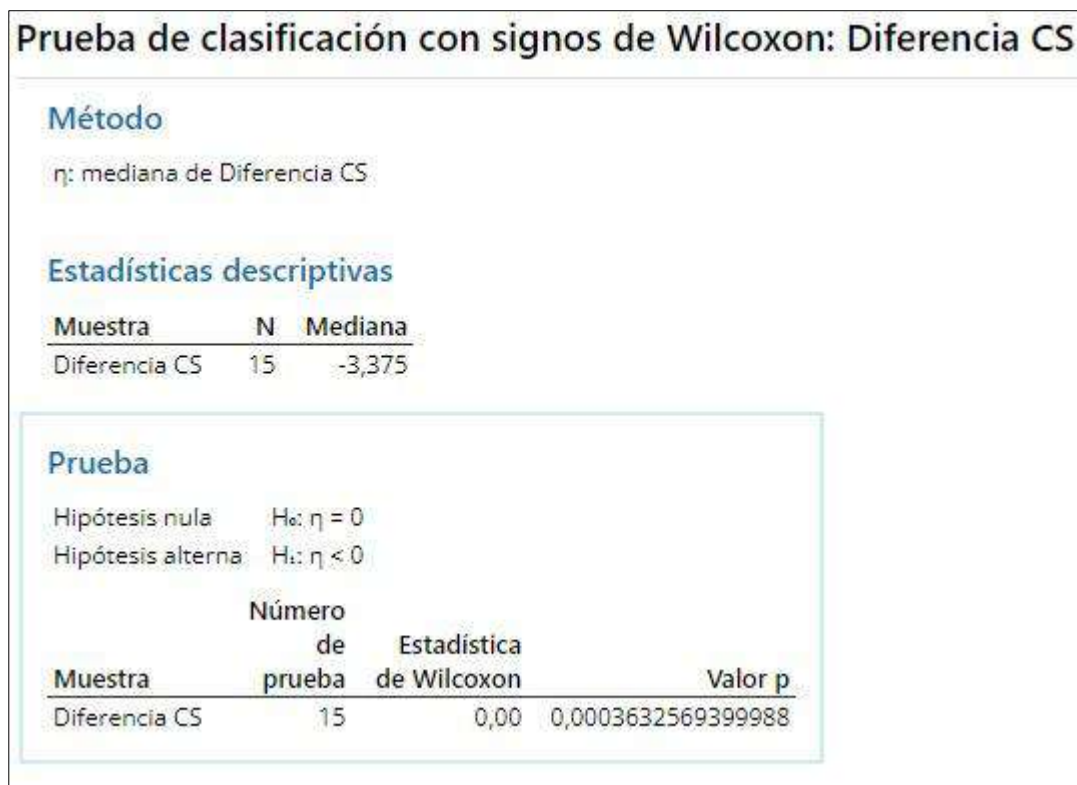 Prueba de clasificación con signos de Wilcoxon: Diferencia CS
Método
η: mediana de Diferencia CS
Estadísticas descriptivas
Muestra N Mediana
Diferencia CS 15 -3,375
Prueba
Hipótesis nula H₀: η = 0
Hipótesis alterna H₁: η < 0
Número
de Estadística
Muestra prueba de Wilcoxon Valor p
Diferencia CS 15 0,00 0,0003632569399988